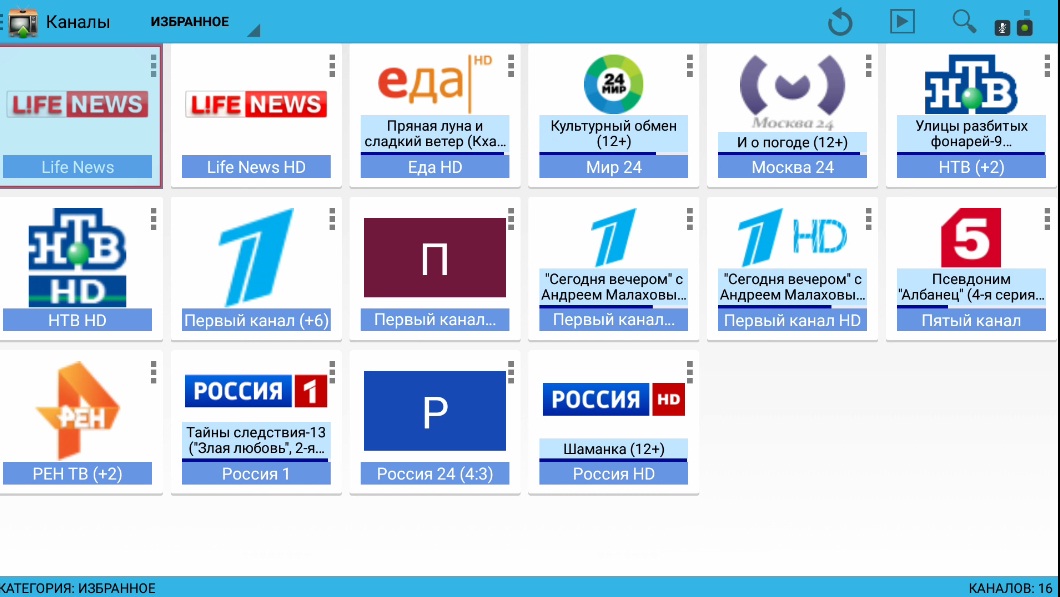 Каналы
ИЗБРАННОЕ
L!FE NEWS
Life News
L!FE NEWS
Life News HD
еда HD
Пряная луна и
сладкий ветер (Кха...
Еда HD
24
МИР
Культурный обмен
(12+)
Мир 24
Москва 24
И о погоде (12+)
Москва 24
НТВ
Улицы разбитых
фонарей-9...
НТВ (+2)
НТВ
HD
НТВ HD
1
Первый канал (+6)
П
Первый канал...
1
"Сегодня вечером" с
Андреем Малаховы...
Первый канал...
1 HD
"Сегодня вечером" с
Андреем Малаховы...
Первый канал HD
5
Псевдоним
"Албанец" (4-я серия...
Пятый канал
РЕН
РЕН ТВ (+2)
РОССИЯ 1
Тайны следствия-13
("Злая любовь", 2-я...
Россия 1
Р
Россия 24 (4:3)
РОССИЯ HD
Шаманка (12+)
Россия HD
КАТЕГОРИЯ: ИЗБРАННОЕ
КАНАЛОВ: 16